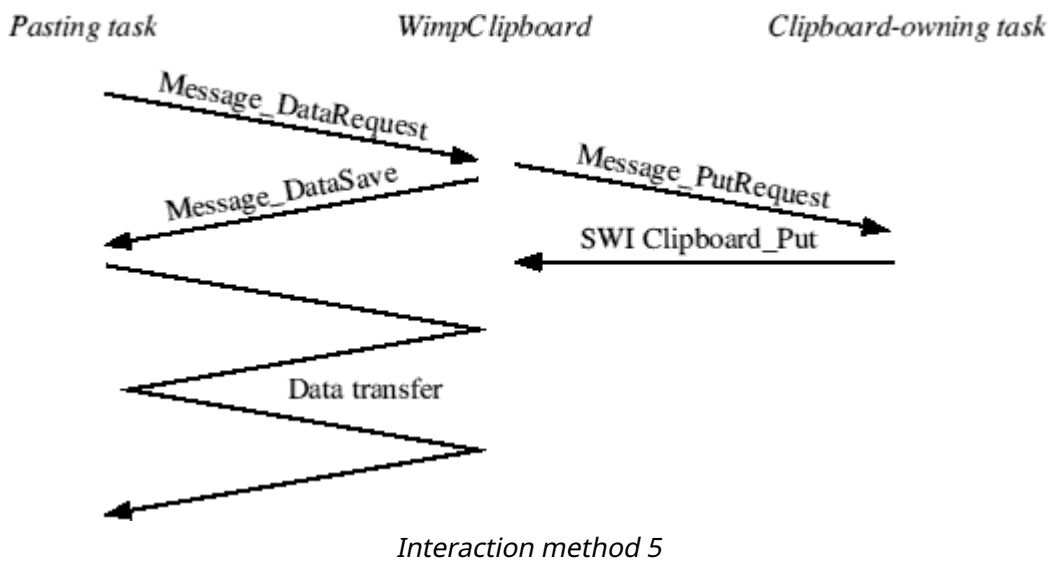 Pasting task WimpClipboard Clipboard-owning task
Message_DataRequest
Message_PutRequest
Message_DataSave
SWI Clipboard_Put
Data transfer
Interaction method 5